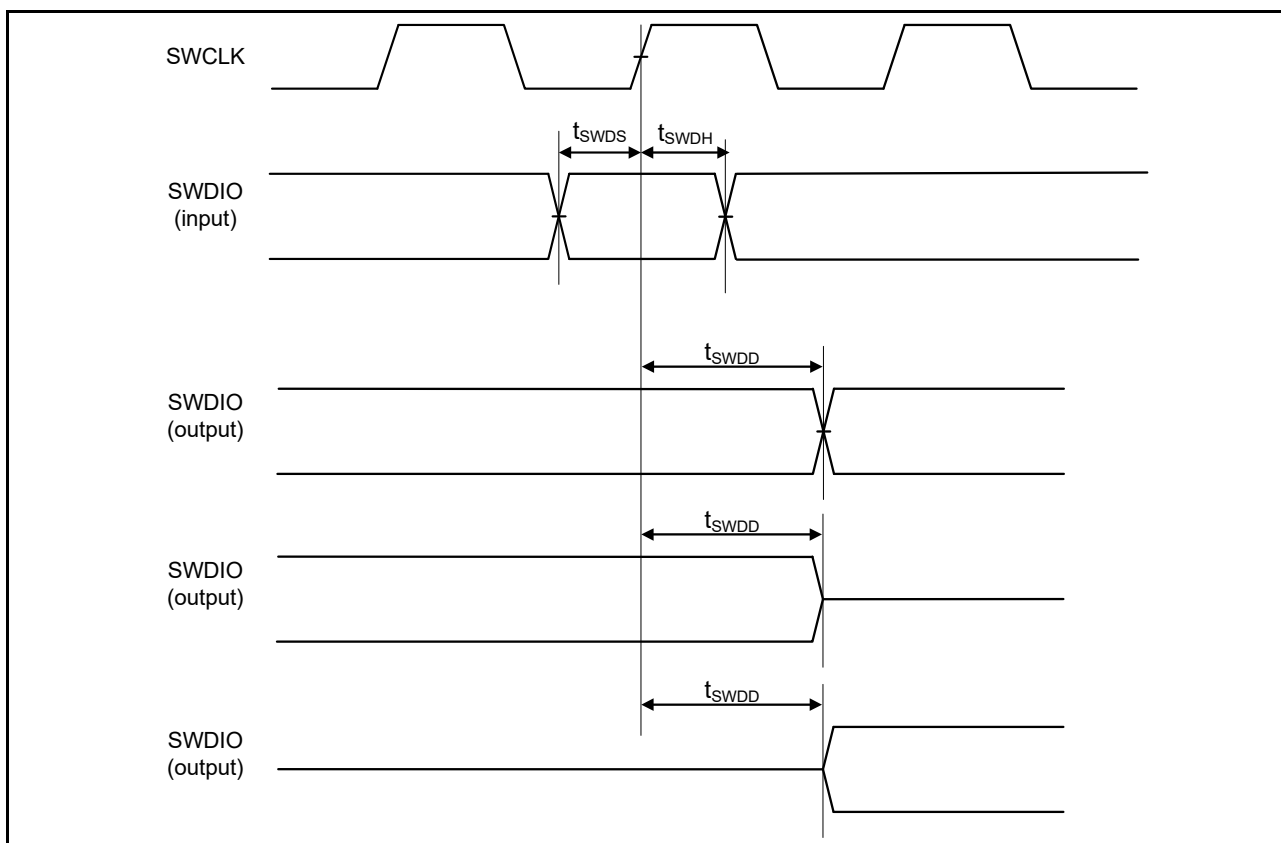 SWCLK
tSWDS
tSWDH
SWDIO
(input)
tSWDD
SWDIO
(output)
tSWDD
SWDIO
(output)
tSWDD
SWDIO
(output)